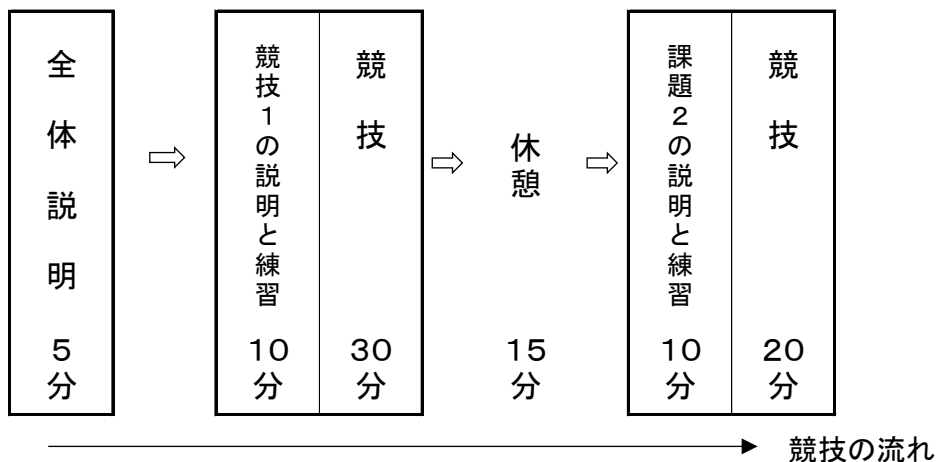 全体説明
5分
⇨
競技1の説明と練習
10分
競技
30分
⇨
休憩
15分
⇨
課題2の説明と練習
10分
競技
20分
競技の流れ